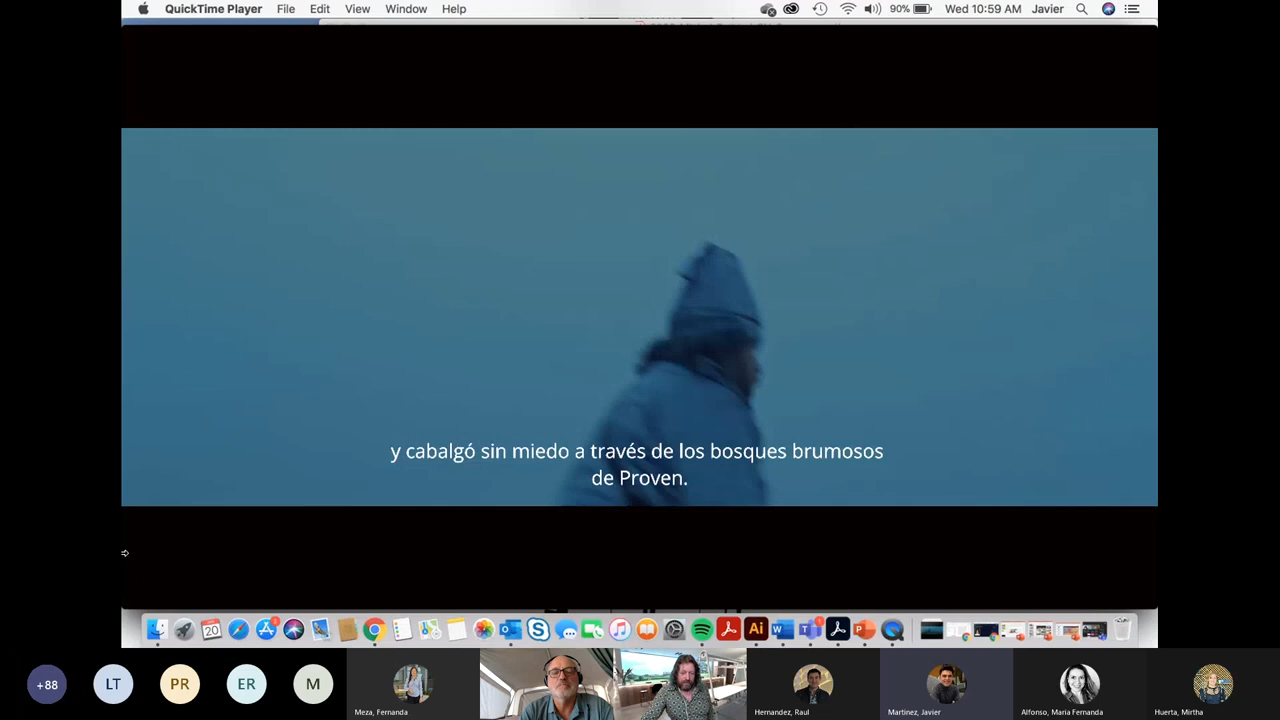 QuickTime Player File Edit View Window Help 90% Wed 10:59 AM Javier
y cabalgó sin miedo a través de los bosques brumosos
de Proven.
20
Ai
+88 LT PR ER M
Meza, Fernanda Hernandez, Raul Martinez, Javier Alfonso, Maria Fernanda Huerta, Mirtha